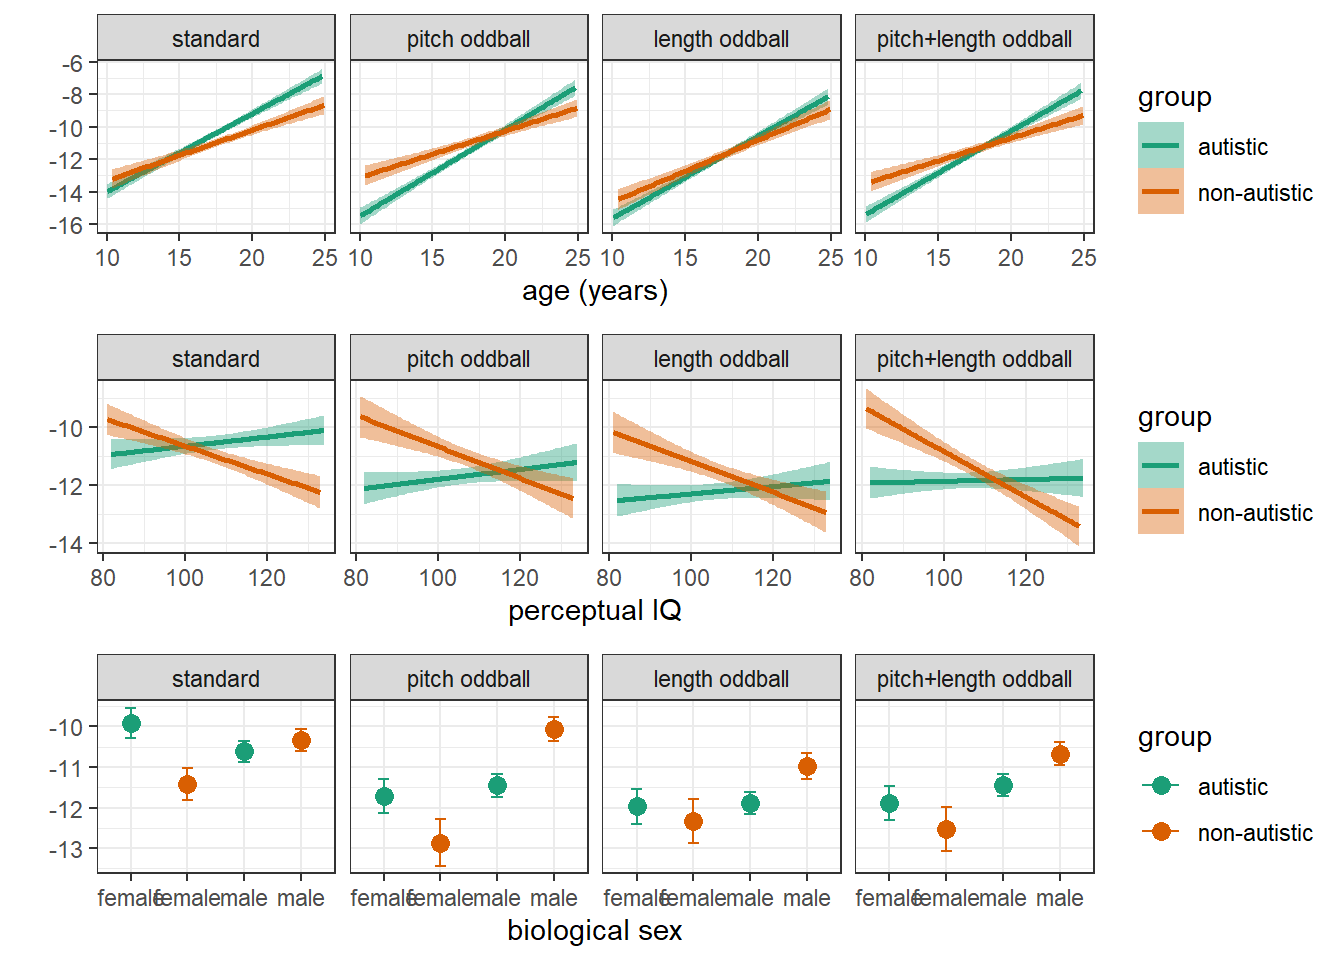 standard pitch oddball length oddball pitch+length oddball
-6
-8
-10
-12
-14
-16
10 15 20 25 10 15 20 25 10 15 20 25 10 15 20 25
age (years)
group
autistic
non-autistic
standard pitch oddball length oddball pitch+length oddball
-10
-12
-14
80 100 120 80 100 120 80 100 120 80 100 120
perceptual IQ
group
autistic
non-autistic
standard pitch oddball length oddball pitch+length oddball
-10
-11
-12
-13
female female male male female female male male female female male male female female male male
biological sex
group
autistic
non-autistic